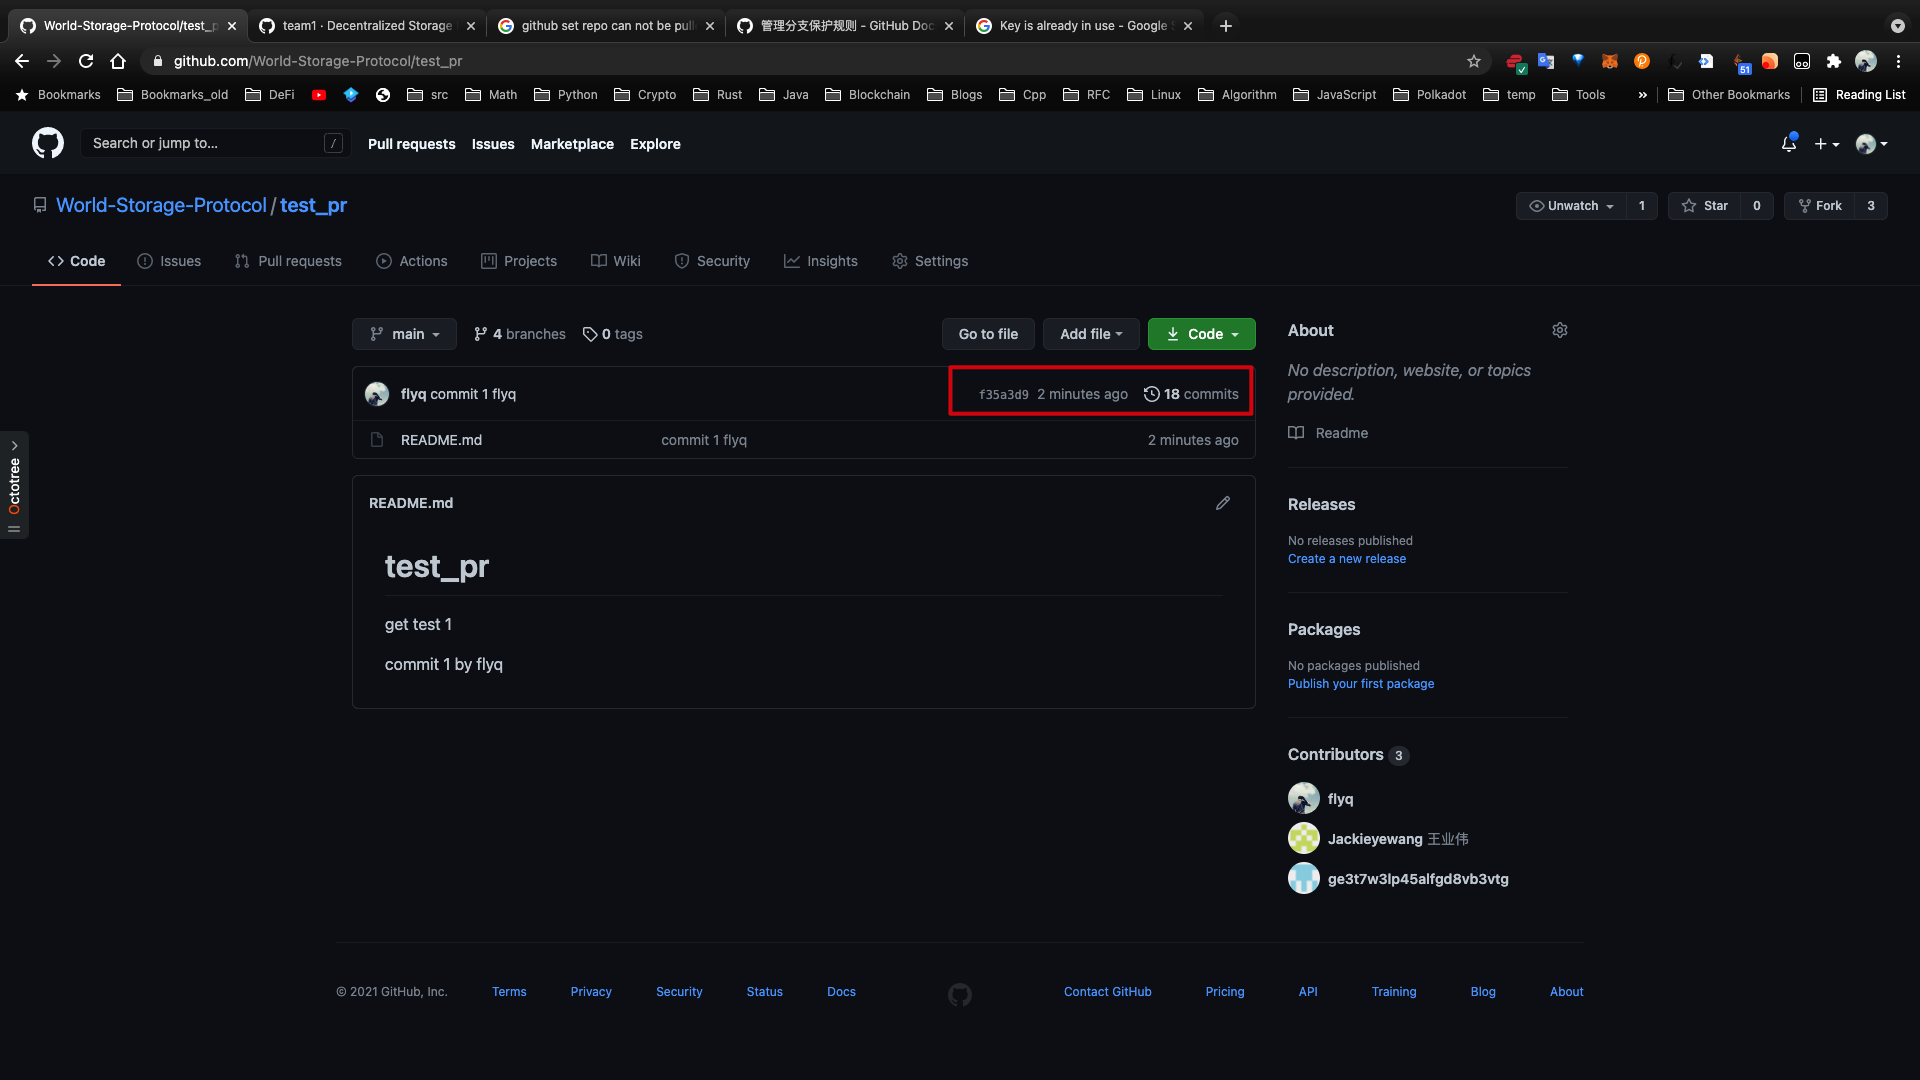 World-Storage-Protocol/test_p
team1 · Decentralized Storage
github set repo can not be pull
管理分支保护规则 - GitHub Doc
Key is already in use - Google S
github.com/World-Storage-Protocol/test_pr
51
Bookmarks Bookmarks_old DeFi src Math Python Crypto Rust Java Blockchain Blogs Cpp RFC Linux Algorithm JavaScript Polkadot temp Tools » Other Bookmarks Reading List
Search or jump to... / Pull requests Issues Marketplace Explore
World-Storage-Protocol / test_pr
Unwatch 1 Star 0 Fork 3
Code Issues Pull requests Actions Projects Wiki Security Insights Settings
main 4 branches 0 tags Go to file Add file Code
flyq commit 1 flyq f35a3d9 2 minutes ago 18 commits
README.md commit 1 flyq 2 minutes ago
README.md
test_pr
get test 1
commit 1 by flyq
Octotree
About
No description, website, or topics
provided.
Readme
Releases
No releases published
Create a new release
Packages
No packages published
Publish your first package
Contributors 3
flyq
Jackieyewang 王业伟
ge3t7w3lp45alfgd8vb3vtg
© 2021 GitHub, Inc. Terms Privacy Security Status Docs Contact GitHub Pricing API Training Blog About